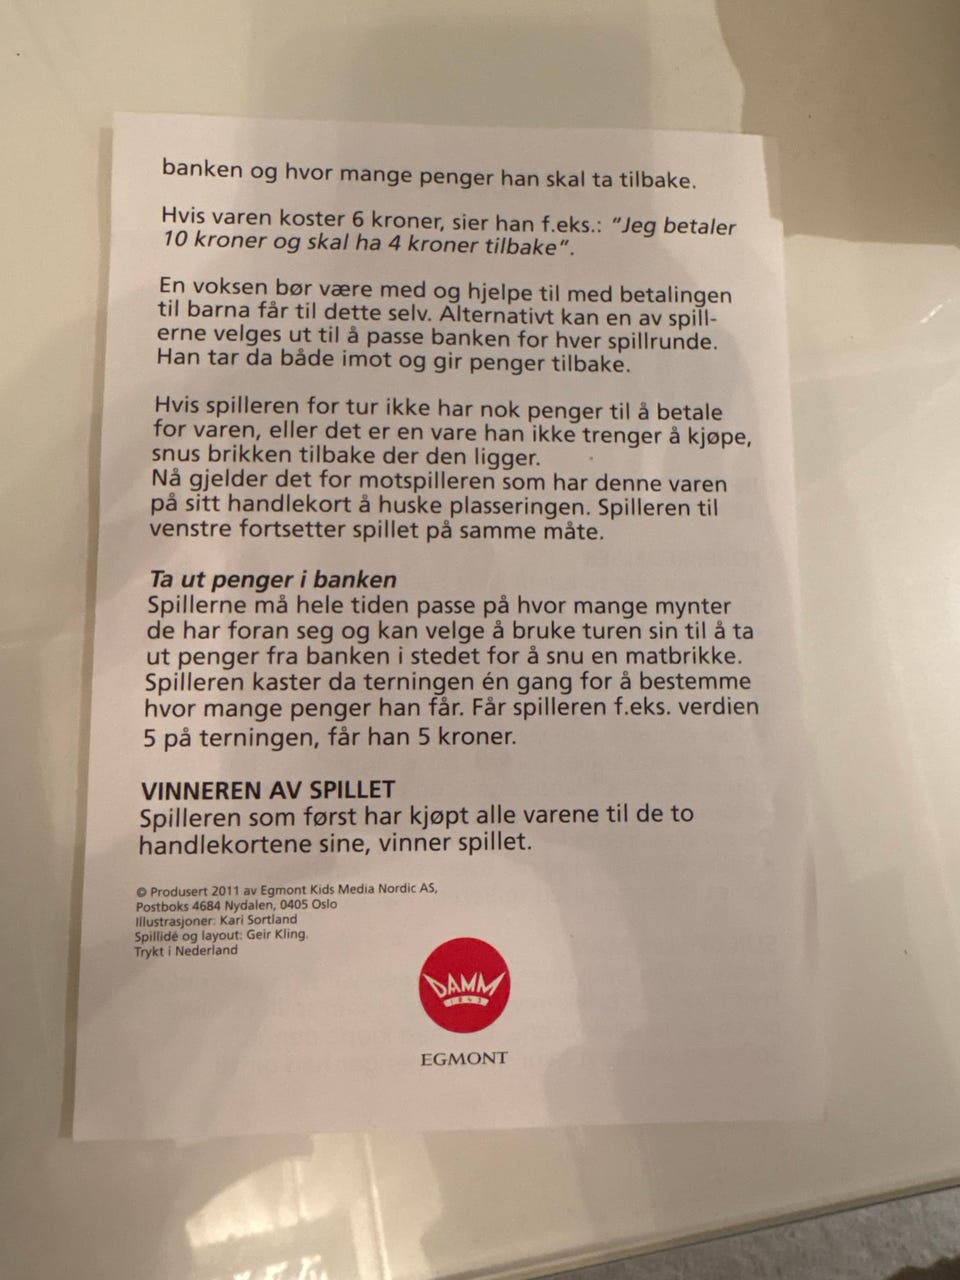 banken og hvor mange penger han skal ta tilbake.
Hvis varen koster 6 kroner, sier han f.eks.: "Jeg betaler
10 kroner og skal ha 4 kroner tilbake".
En voksen bør være med og hjelpe til med betalingen
til barna får til dette selv. Alternativt kan en av spill-
erne velges ut til å passe banken for hver spillrunde.
Han tar da både imot og gir penger tilbake.
Hvis spilleren for tur ikke har nok penger til å betale
for varen, eller det er en vare han ikke trenger å kjøpe,
snus brikken tilbake der den ligger.
Nå gjelder det for motspilleren som har denne varen
på sitt handlekort å huske plasseringen. Spilleren til
venstre fortsetter spillet på samme måte.
Ta ut penger i banken
Spillerne må hele tiden passe på hvor mange mynter
de har foran seg og kan velge å bruke turen sin til å ta
ut penger fra banken i stedet for å snu en matbrikke.
Spilleren kaster da terningen én gang for å bestemme
hvor mange penger han får. Får spilleren f.eks. verdien
5 på terningen, får han 5 kroner.
VINNEREN AV SPILLET
Spilleren som først har kjøpt alle varene til de to
handlekortene sine, vinner spillet.
© Produsert 2011 av Egmont Kids Media Nordic AS,
Postboks 4684 Nydalen, 0405 Oslo
Illustrasjoner: Kari Sortland
Spillidé og layout: Geir Kling.
Trykt i Nederland
DAMM
1843
EGMONT